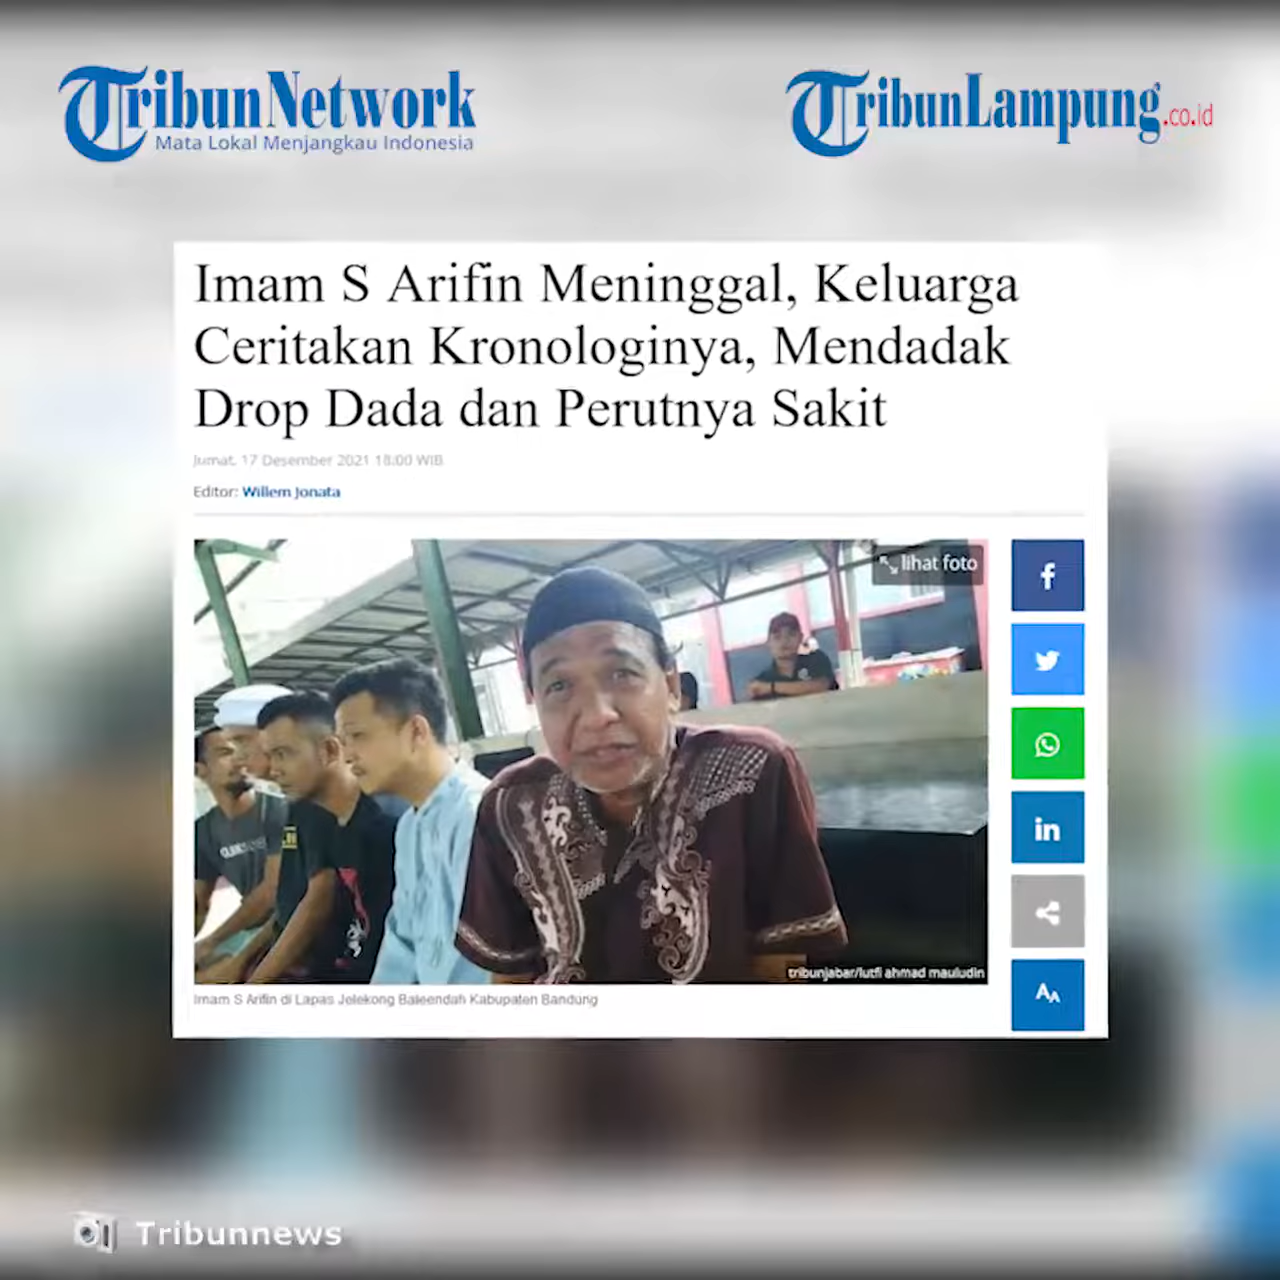 TribunNetwork
Mata Lokal Menjangkau Indonesia
TribunLampung.co.id
Imam S Arifin Meninggal, Keluarga
Ceritakan Kronologinya, Mendadak
Drop Dada dan Perutnya Sakit
Jumat, 17 Desember 2021 18:00 WIB
Editor: Willem Jonata
lihat foto
tribunjabar/lutfi ahmad mauludin
Imam S Arifin di Lapas Jelekong Baleendah Kabupaten Bandung
f
in
AA
Tribunnews